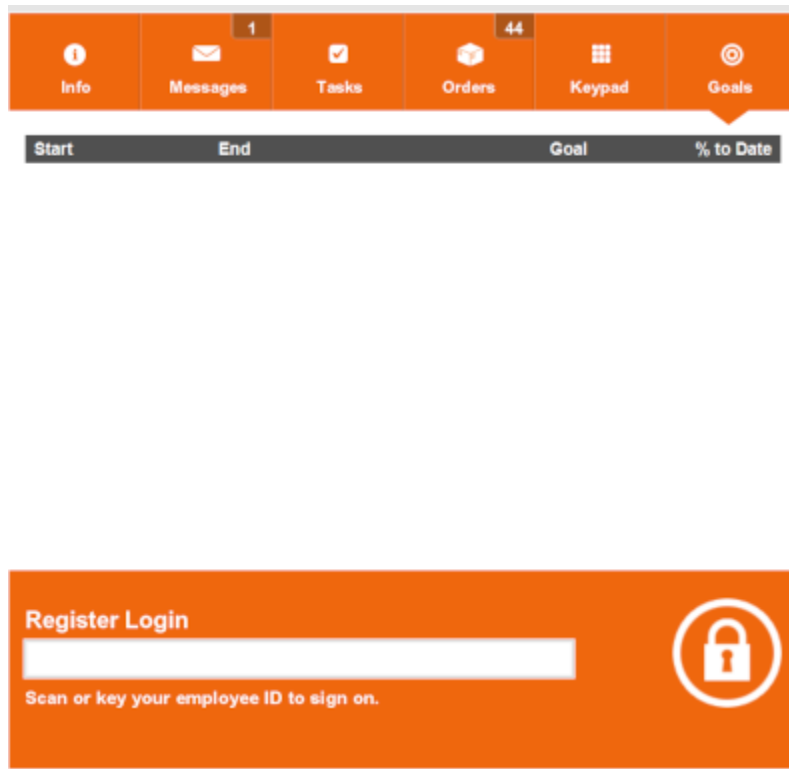 1 44
Info Messages Tasks Orders Keypad Goals
Start End Goal % to Date
Register Login
Scan or key your employee ID to sign on.